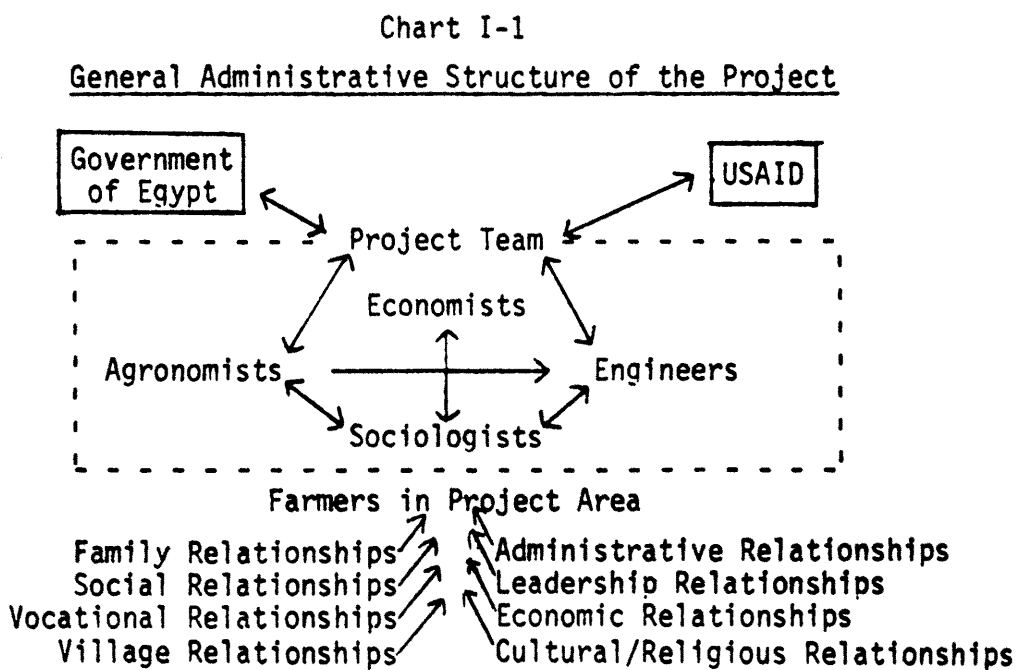 Chart I-1
General Administrative Structure of the Project
Government
of Egypt
USAID
Project Team
Economists
Agronomists
Engineers
Sociologists
Farmers in Project Area
Family Relationships
Administrative Relationships
Social Relationships
Leadership Relationships
Vocational Relationships
Economic Relationships
Village Relationships
Cultural/Religious Relationships